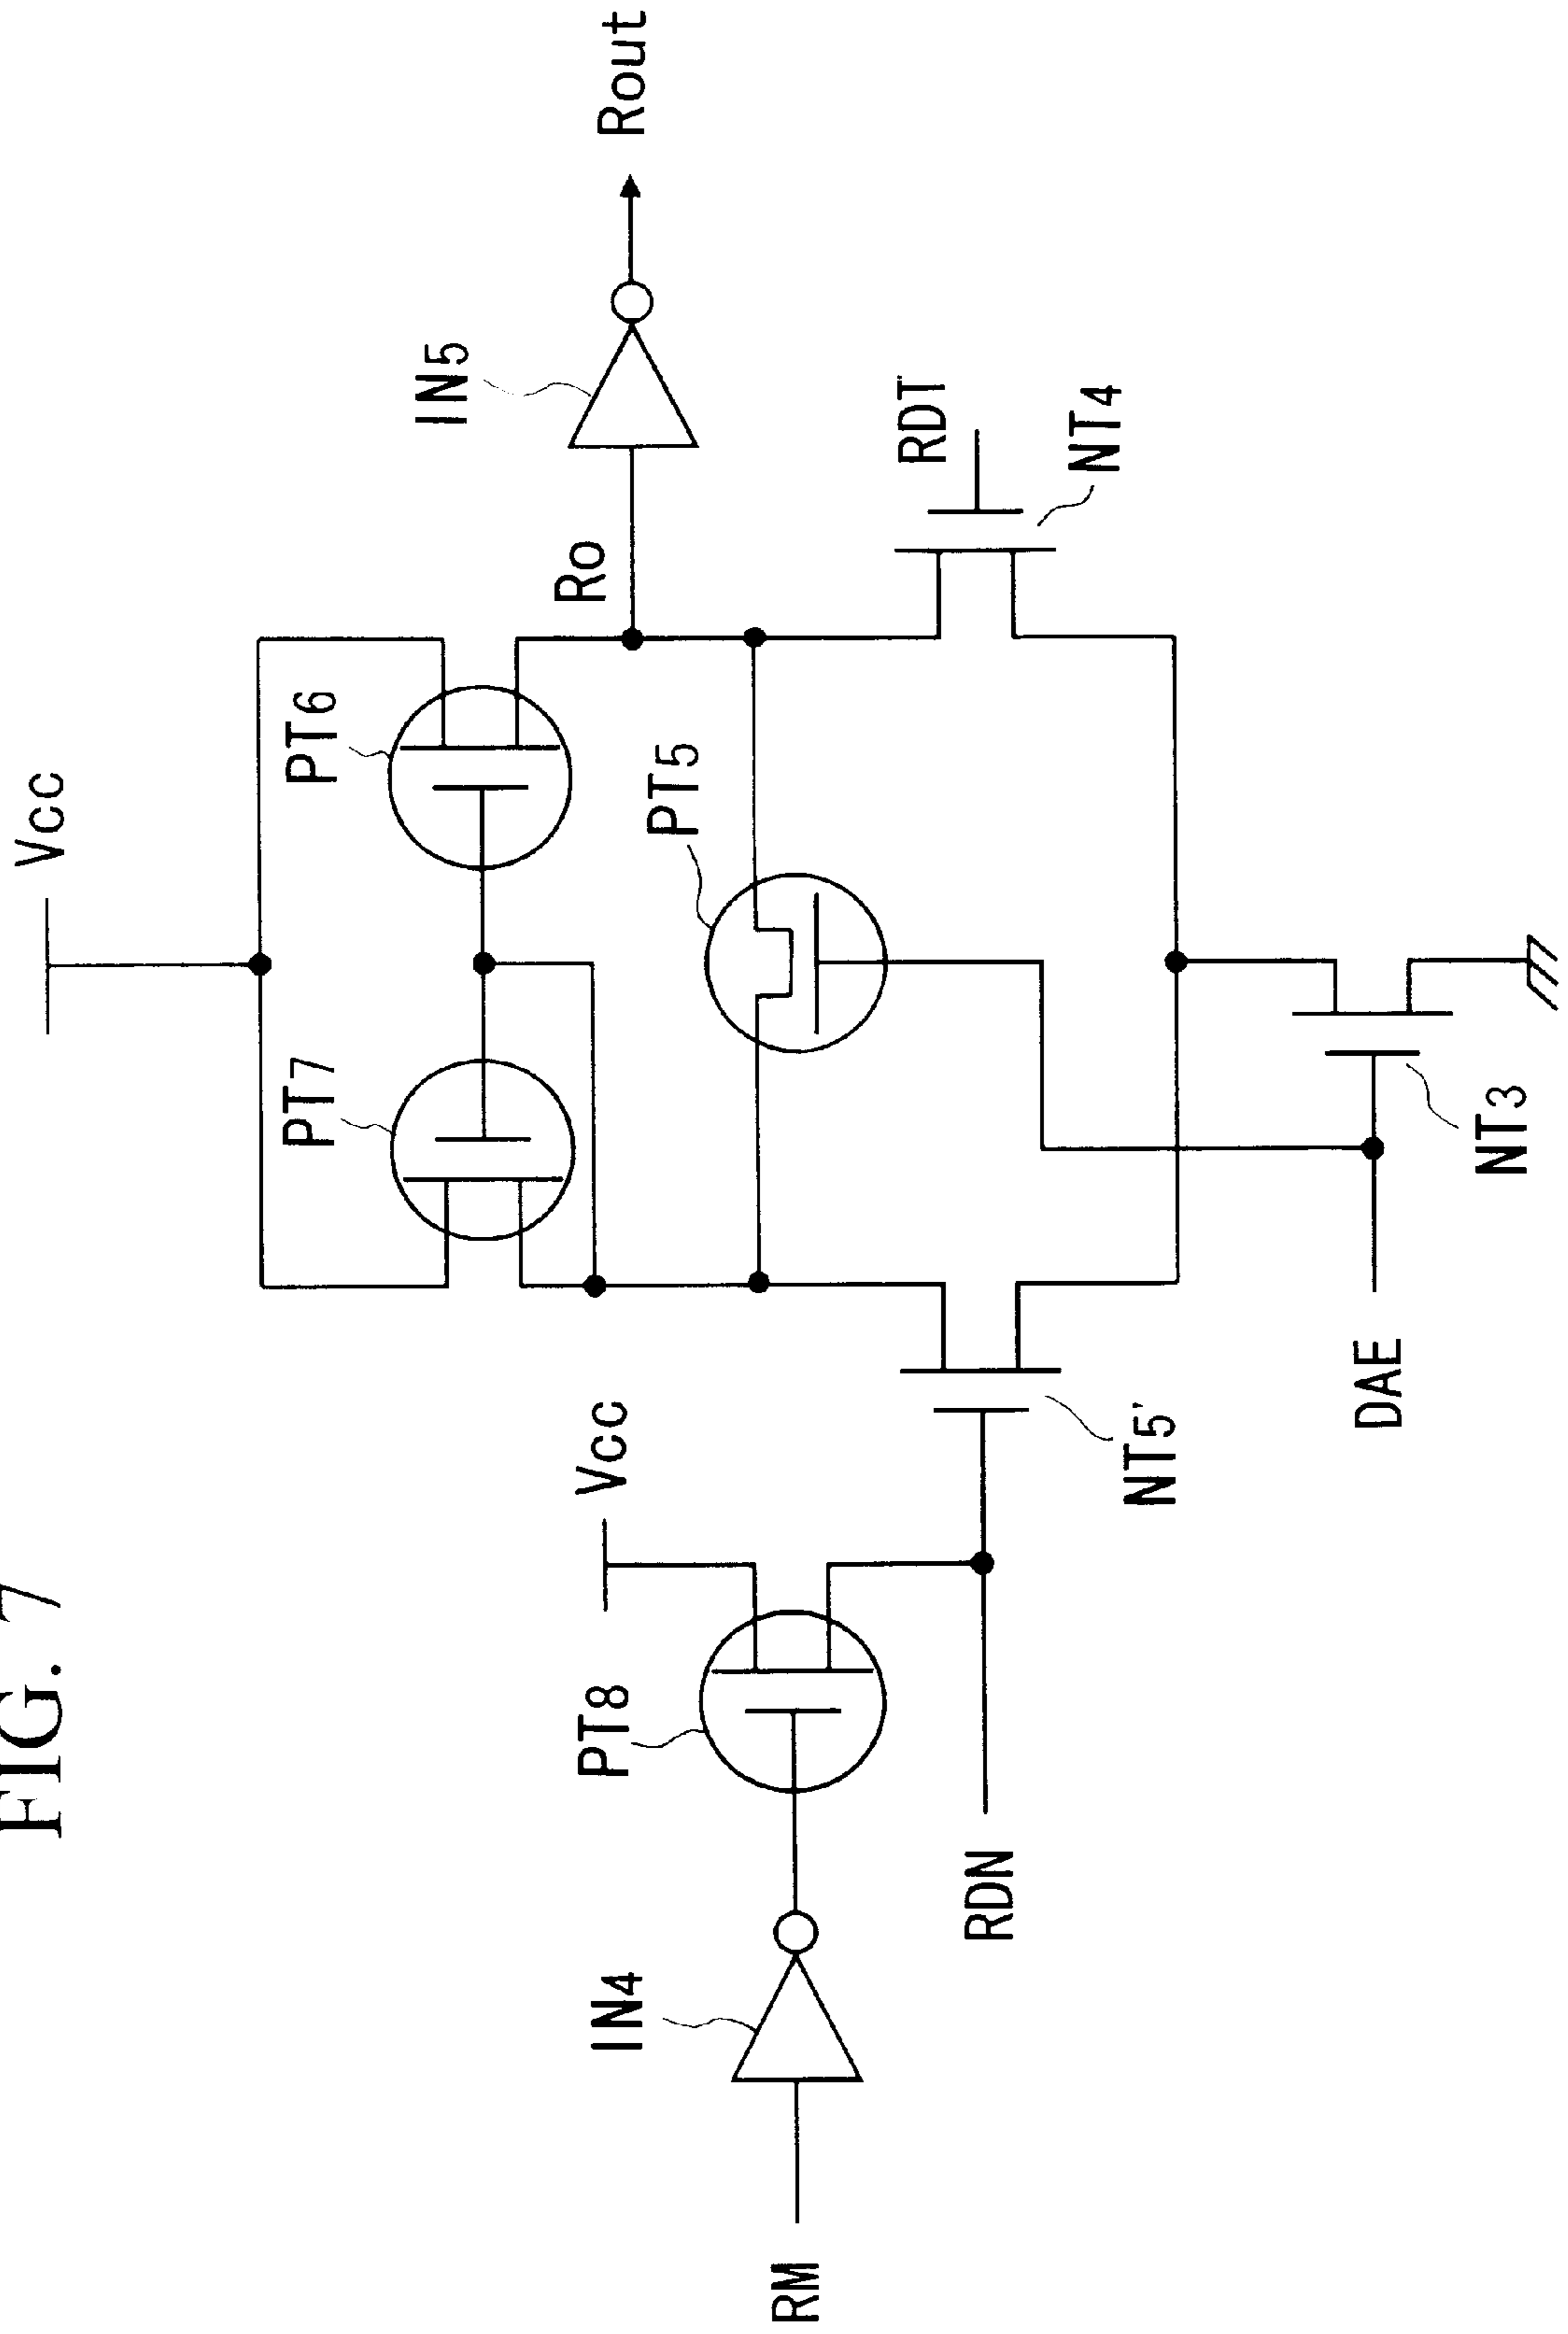 FIG. 7
Vcc
PT7
PT6
IN5
Rout
Ro
Vcc
PT8
PT5
IN4
RM
RDN
RDT
NT5'
NT4
DAE
NT3